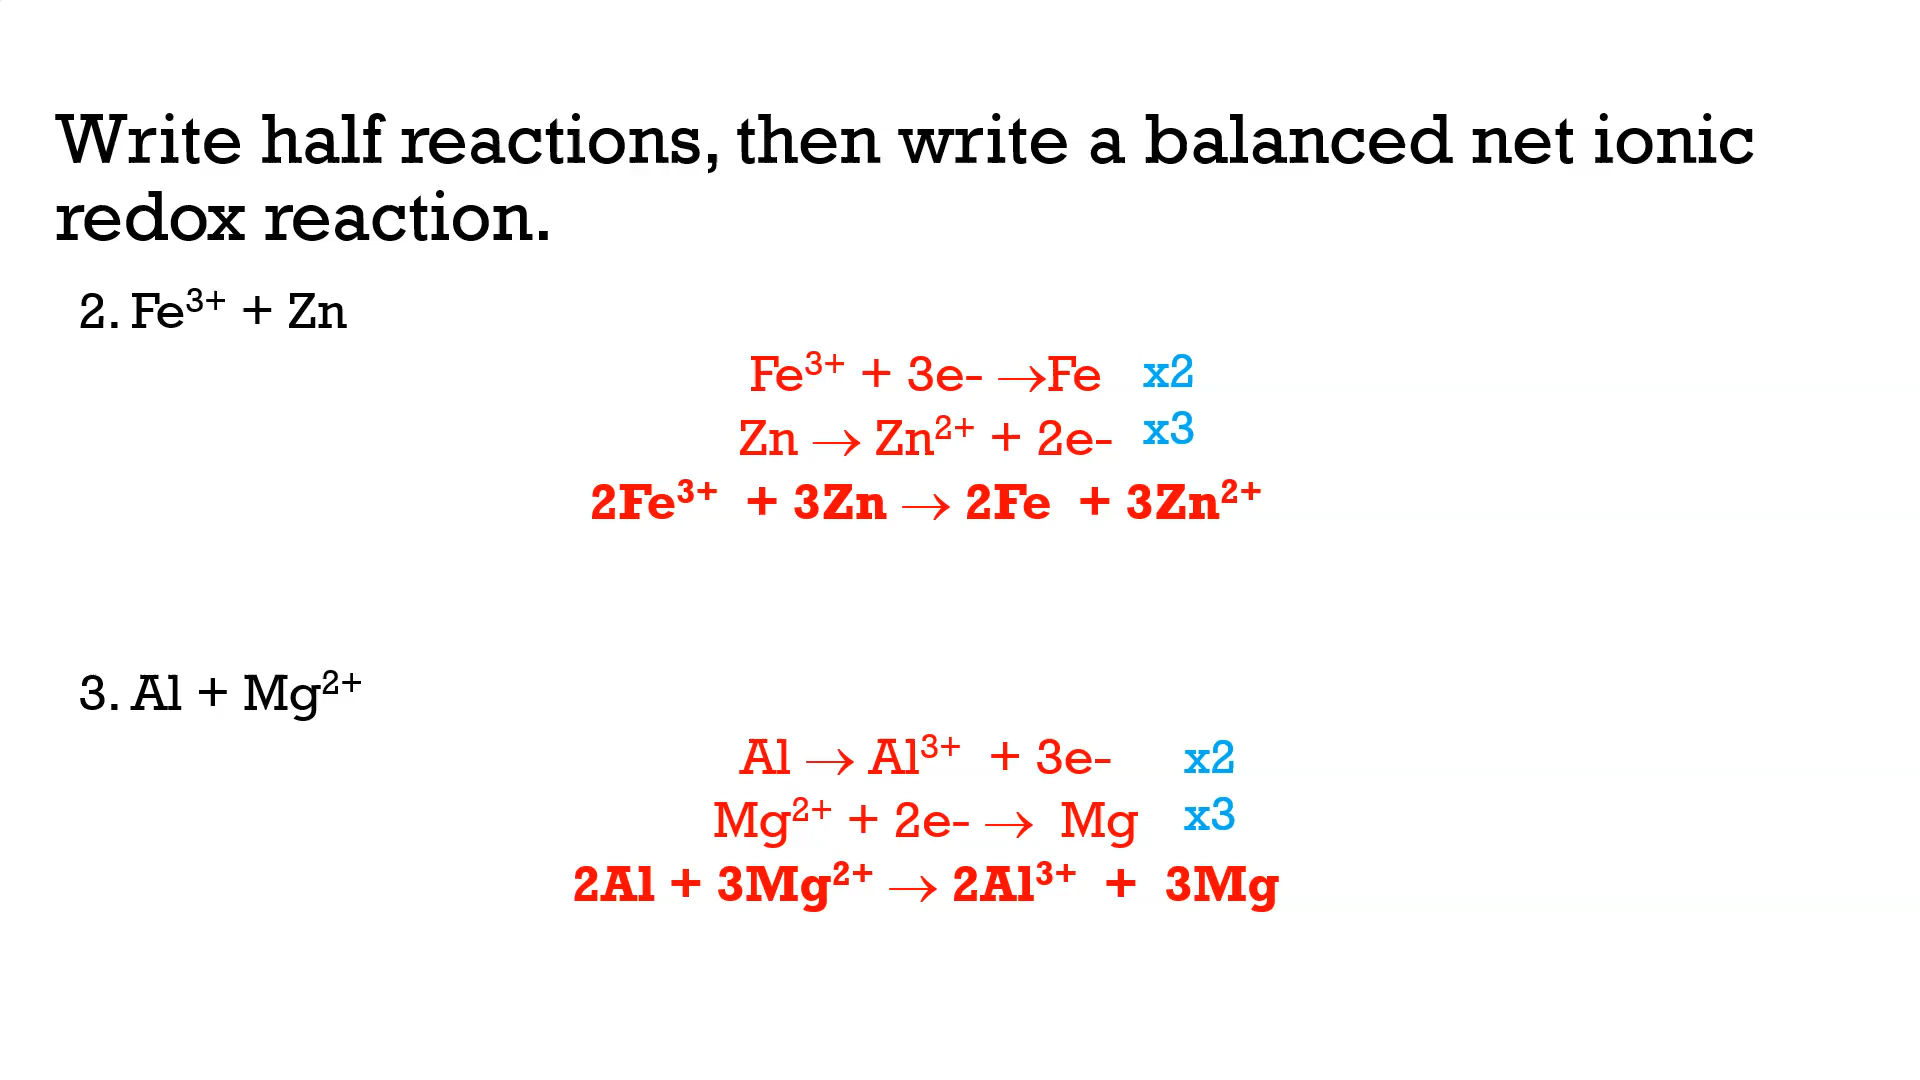 Write half reactions, then write a balanced net ionic
redox reaction.
2. Fe³⁺ + Zn
Fe³⁺ + 3e- →Fe x2
Zn → Zn²⁺ + 2e- x3
2Fe³⁺ + 3Zn → 2Fe + 3Zn²⁺
3. Al + Mg²⁺
Al → Al³⁺ + 3e- x2
Mg²⁺ + 2e- → Mg x3
2Al + 3Mg²⁺ → 2Al³⁺ + 3Mg